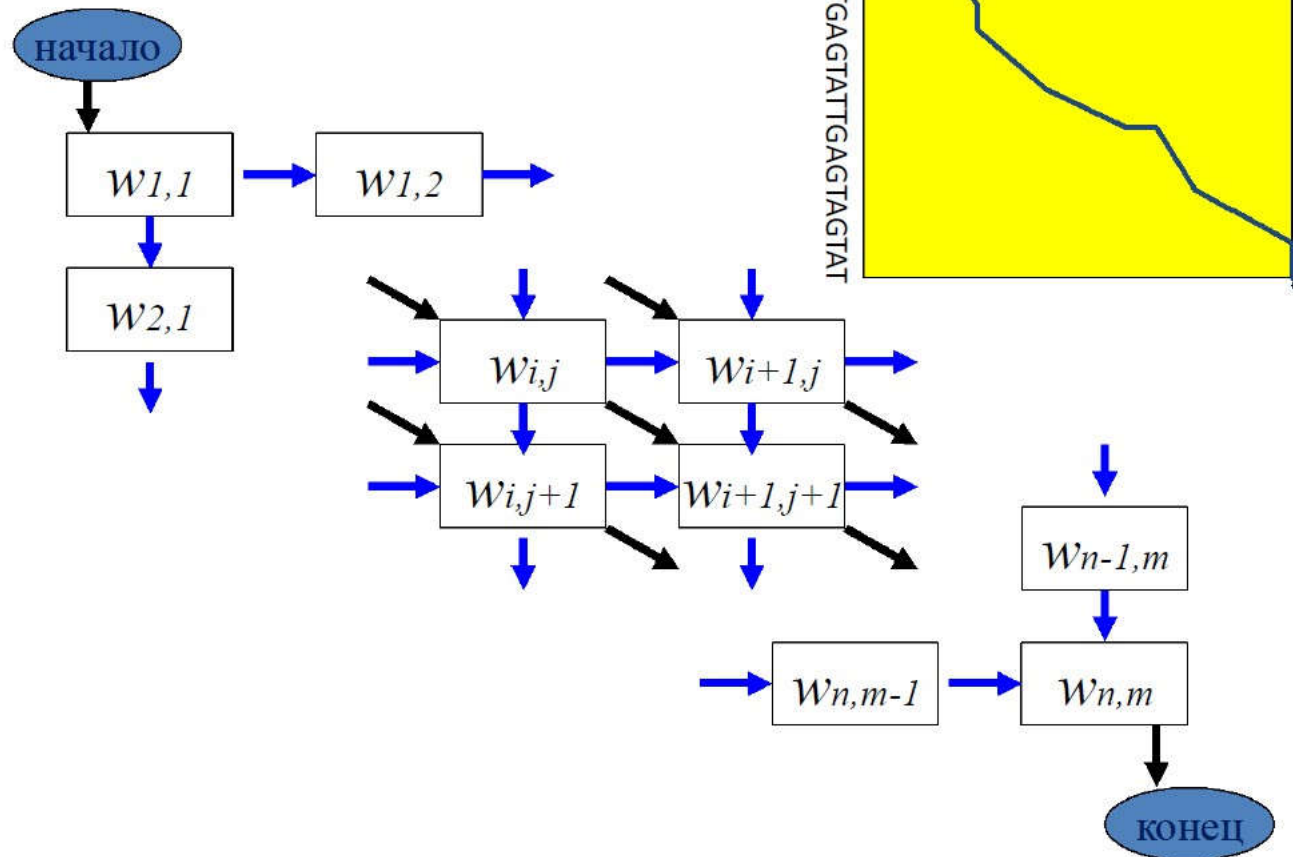 начало
w1,1
w1,2
w2,1
wi,j
wi+1,j
wi,j+1
wi+1,j+1
wn-1,m
wn,m-1
wn,m
конец
GAGTATTGAGTAGTAT